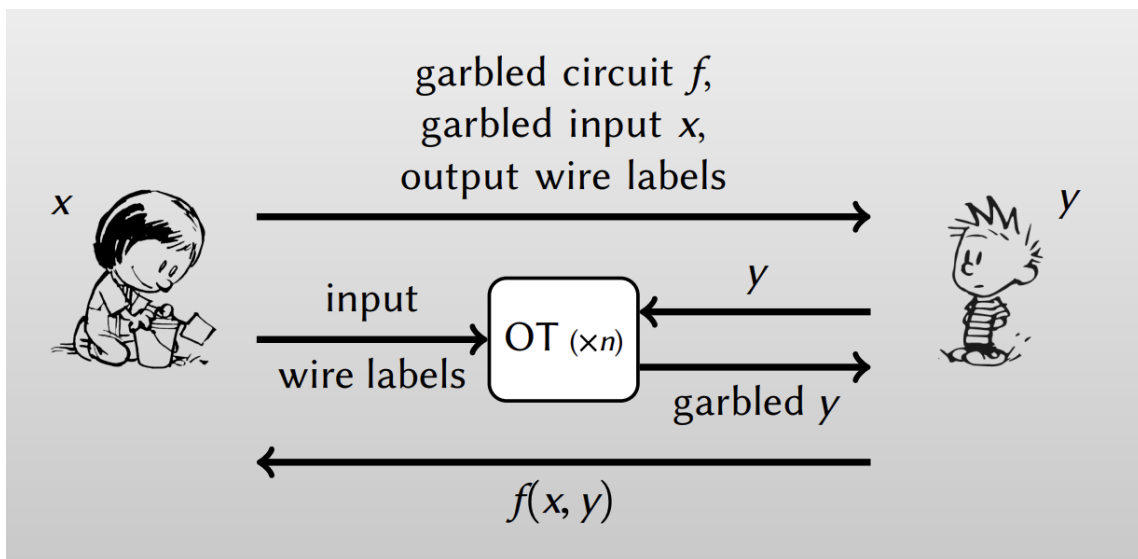 garbled circuit f,
garbled input x,
output wire labels
x
y
input
wire labels
OT (×n)
y
garbled y
f(x, y)